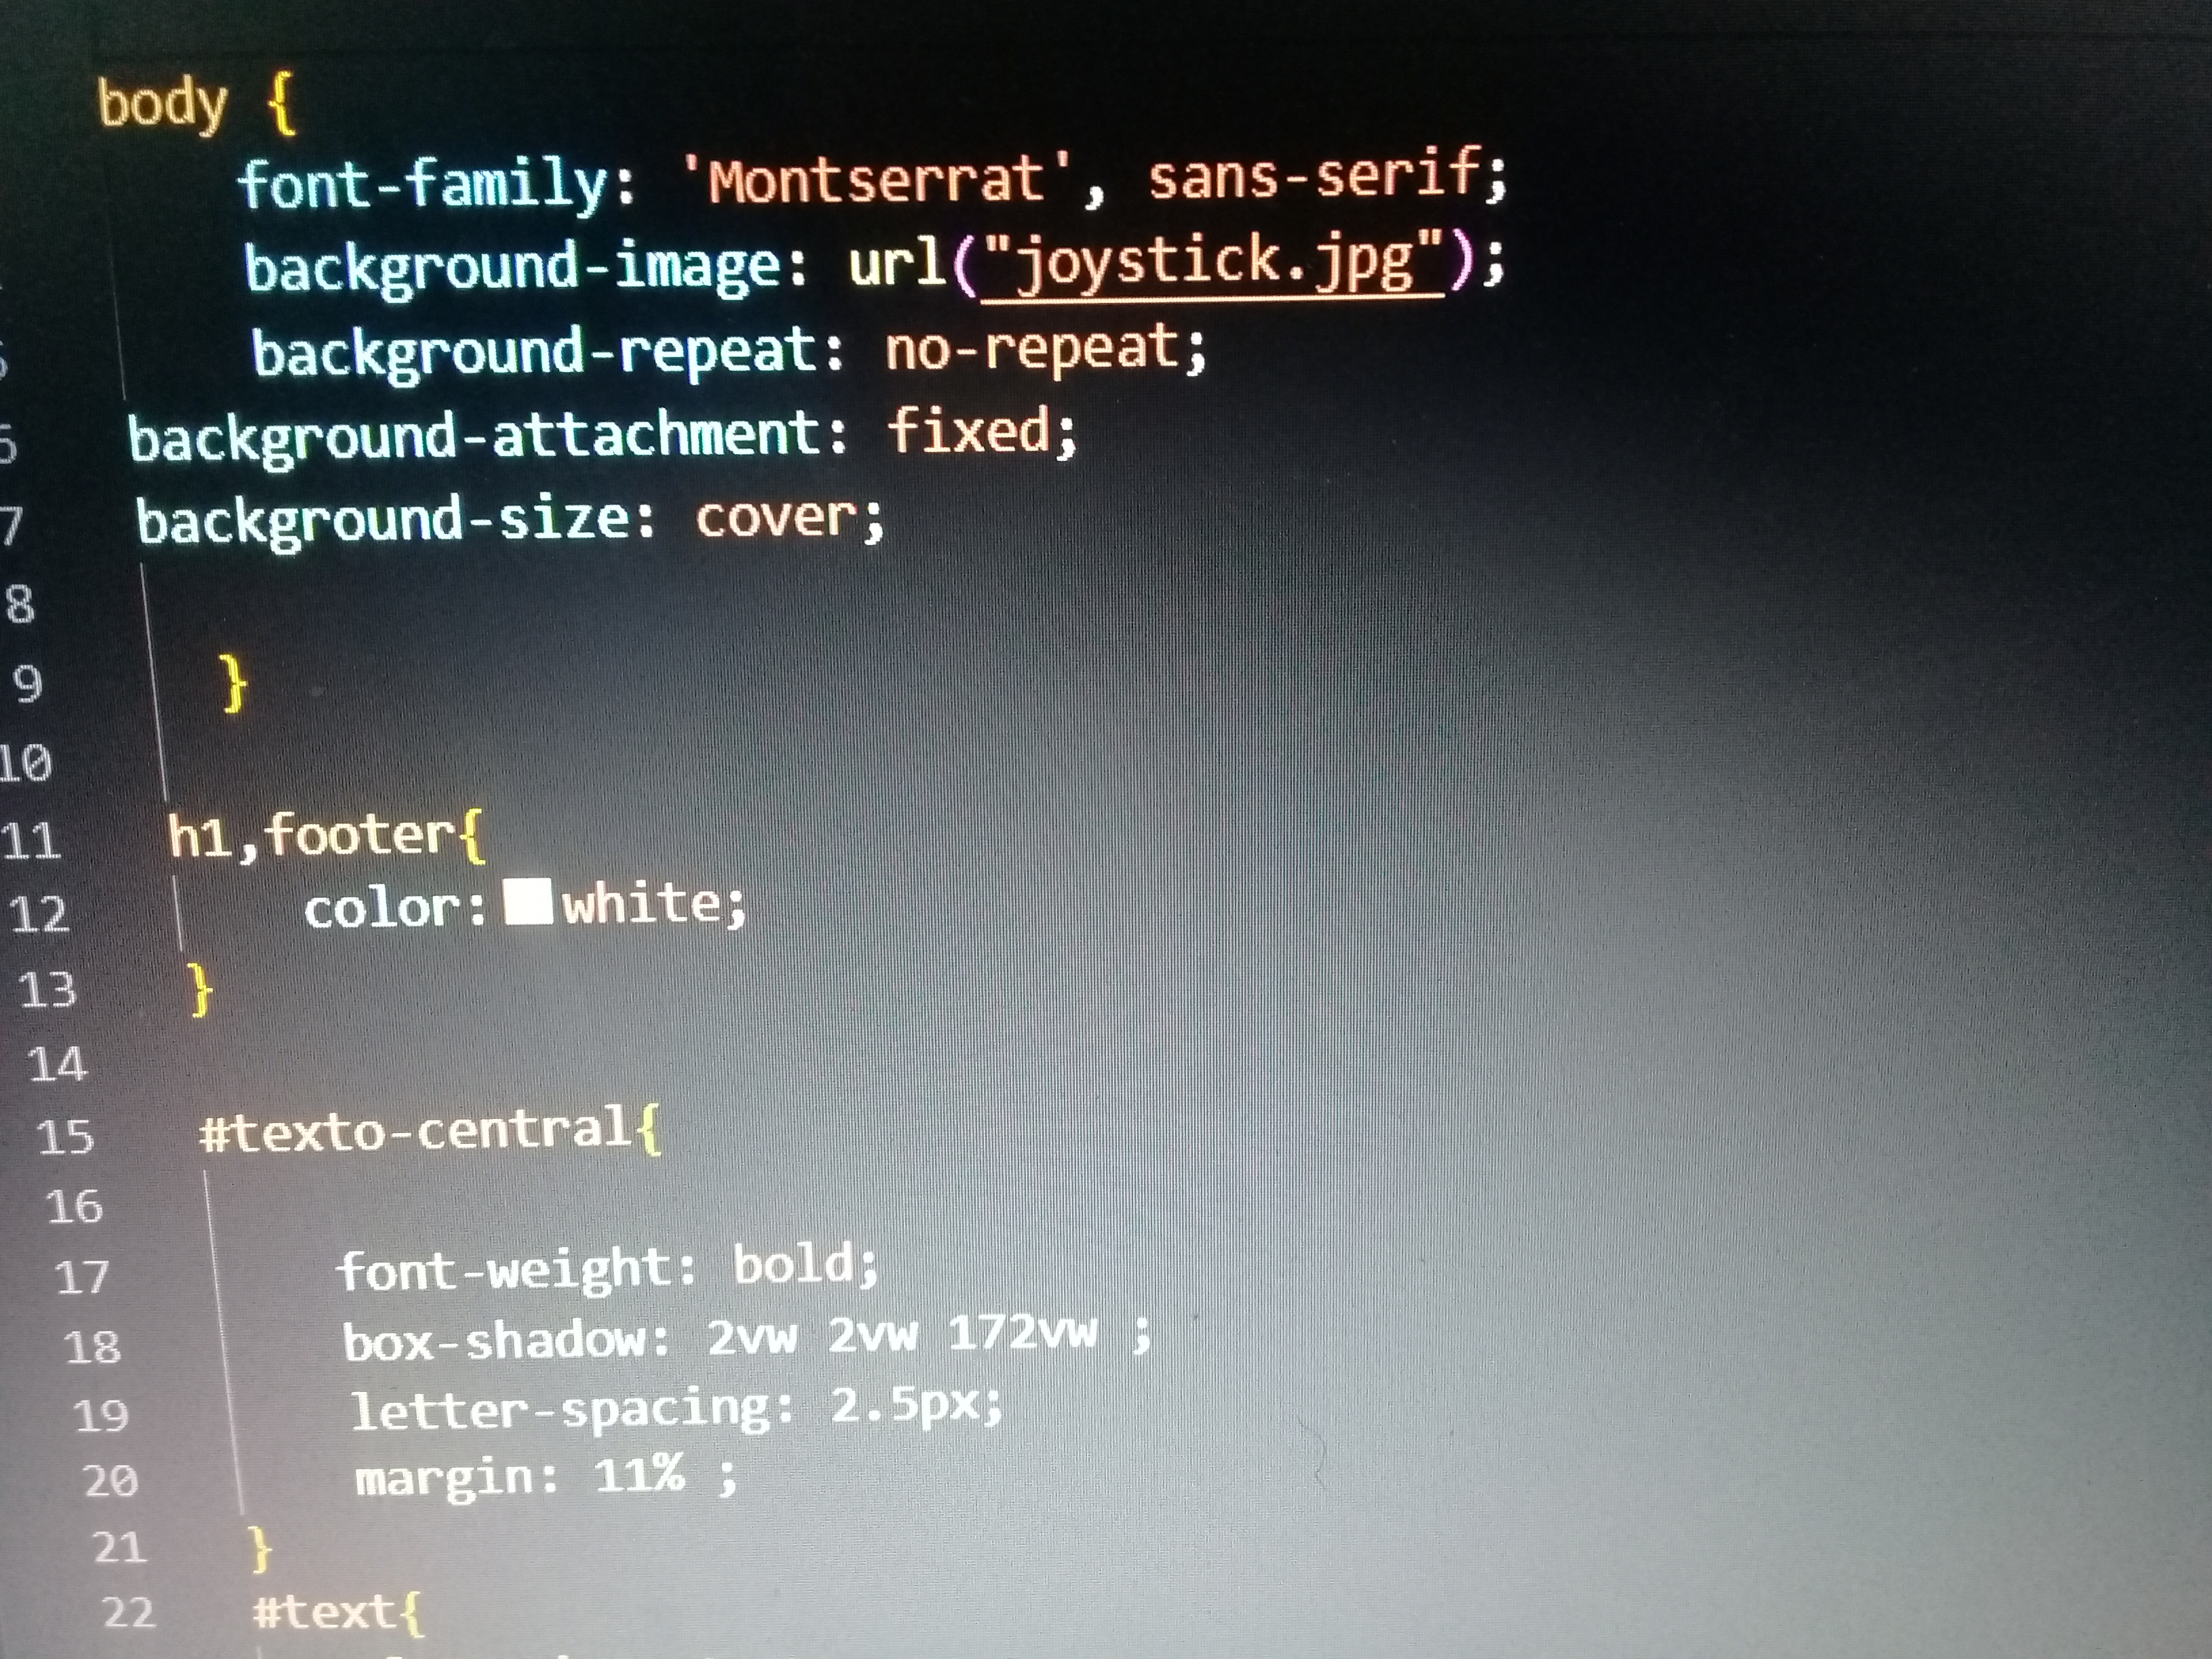 body {
font-family: 'Montserrat', sans-serif;
background-image: url("joystick.jpg");
background-repeat: no-repeat;
background-attachment: fixed;
7 background-size: cover;
8
9 }
10
11 h1,footer{
12 color: white;
13 }
14
15 #texto-central{
16
17 font-weight: bold;
18 box-shadow: 2vw 2vw 172vw ;
19 letter-spacing: 2.5px;
20 margin: 11% ;
21 }
22 #text{